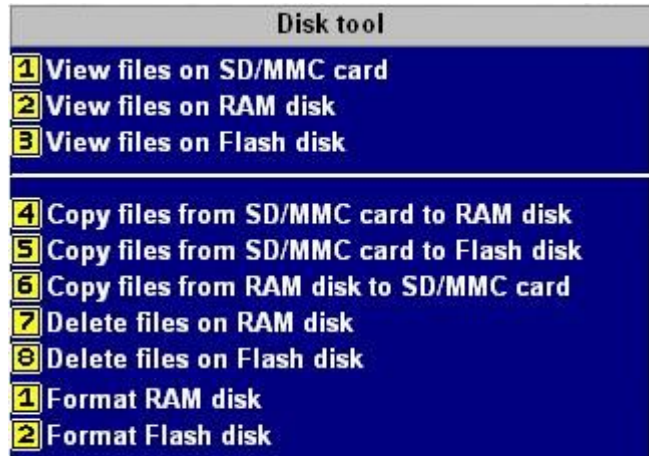 Disk tool
1 View files on SD/MMC card
2 View files on RAM disk
3 View files on Flash disk
4 Copy files from SD/MMC card to RAM disk
5 Copy files from SD/MMC card to Flash disk
6 Copy files from RAM disk to SD/MMC card
7 Delete files on RAM disk
8 Delete files on Flash disk
1 Format RAM disk
2 Format Flash disk